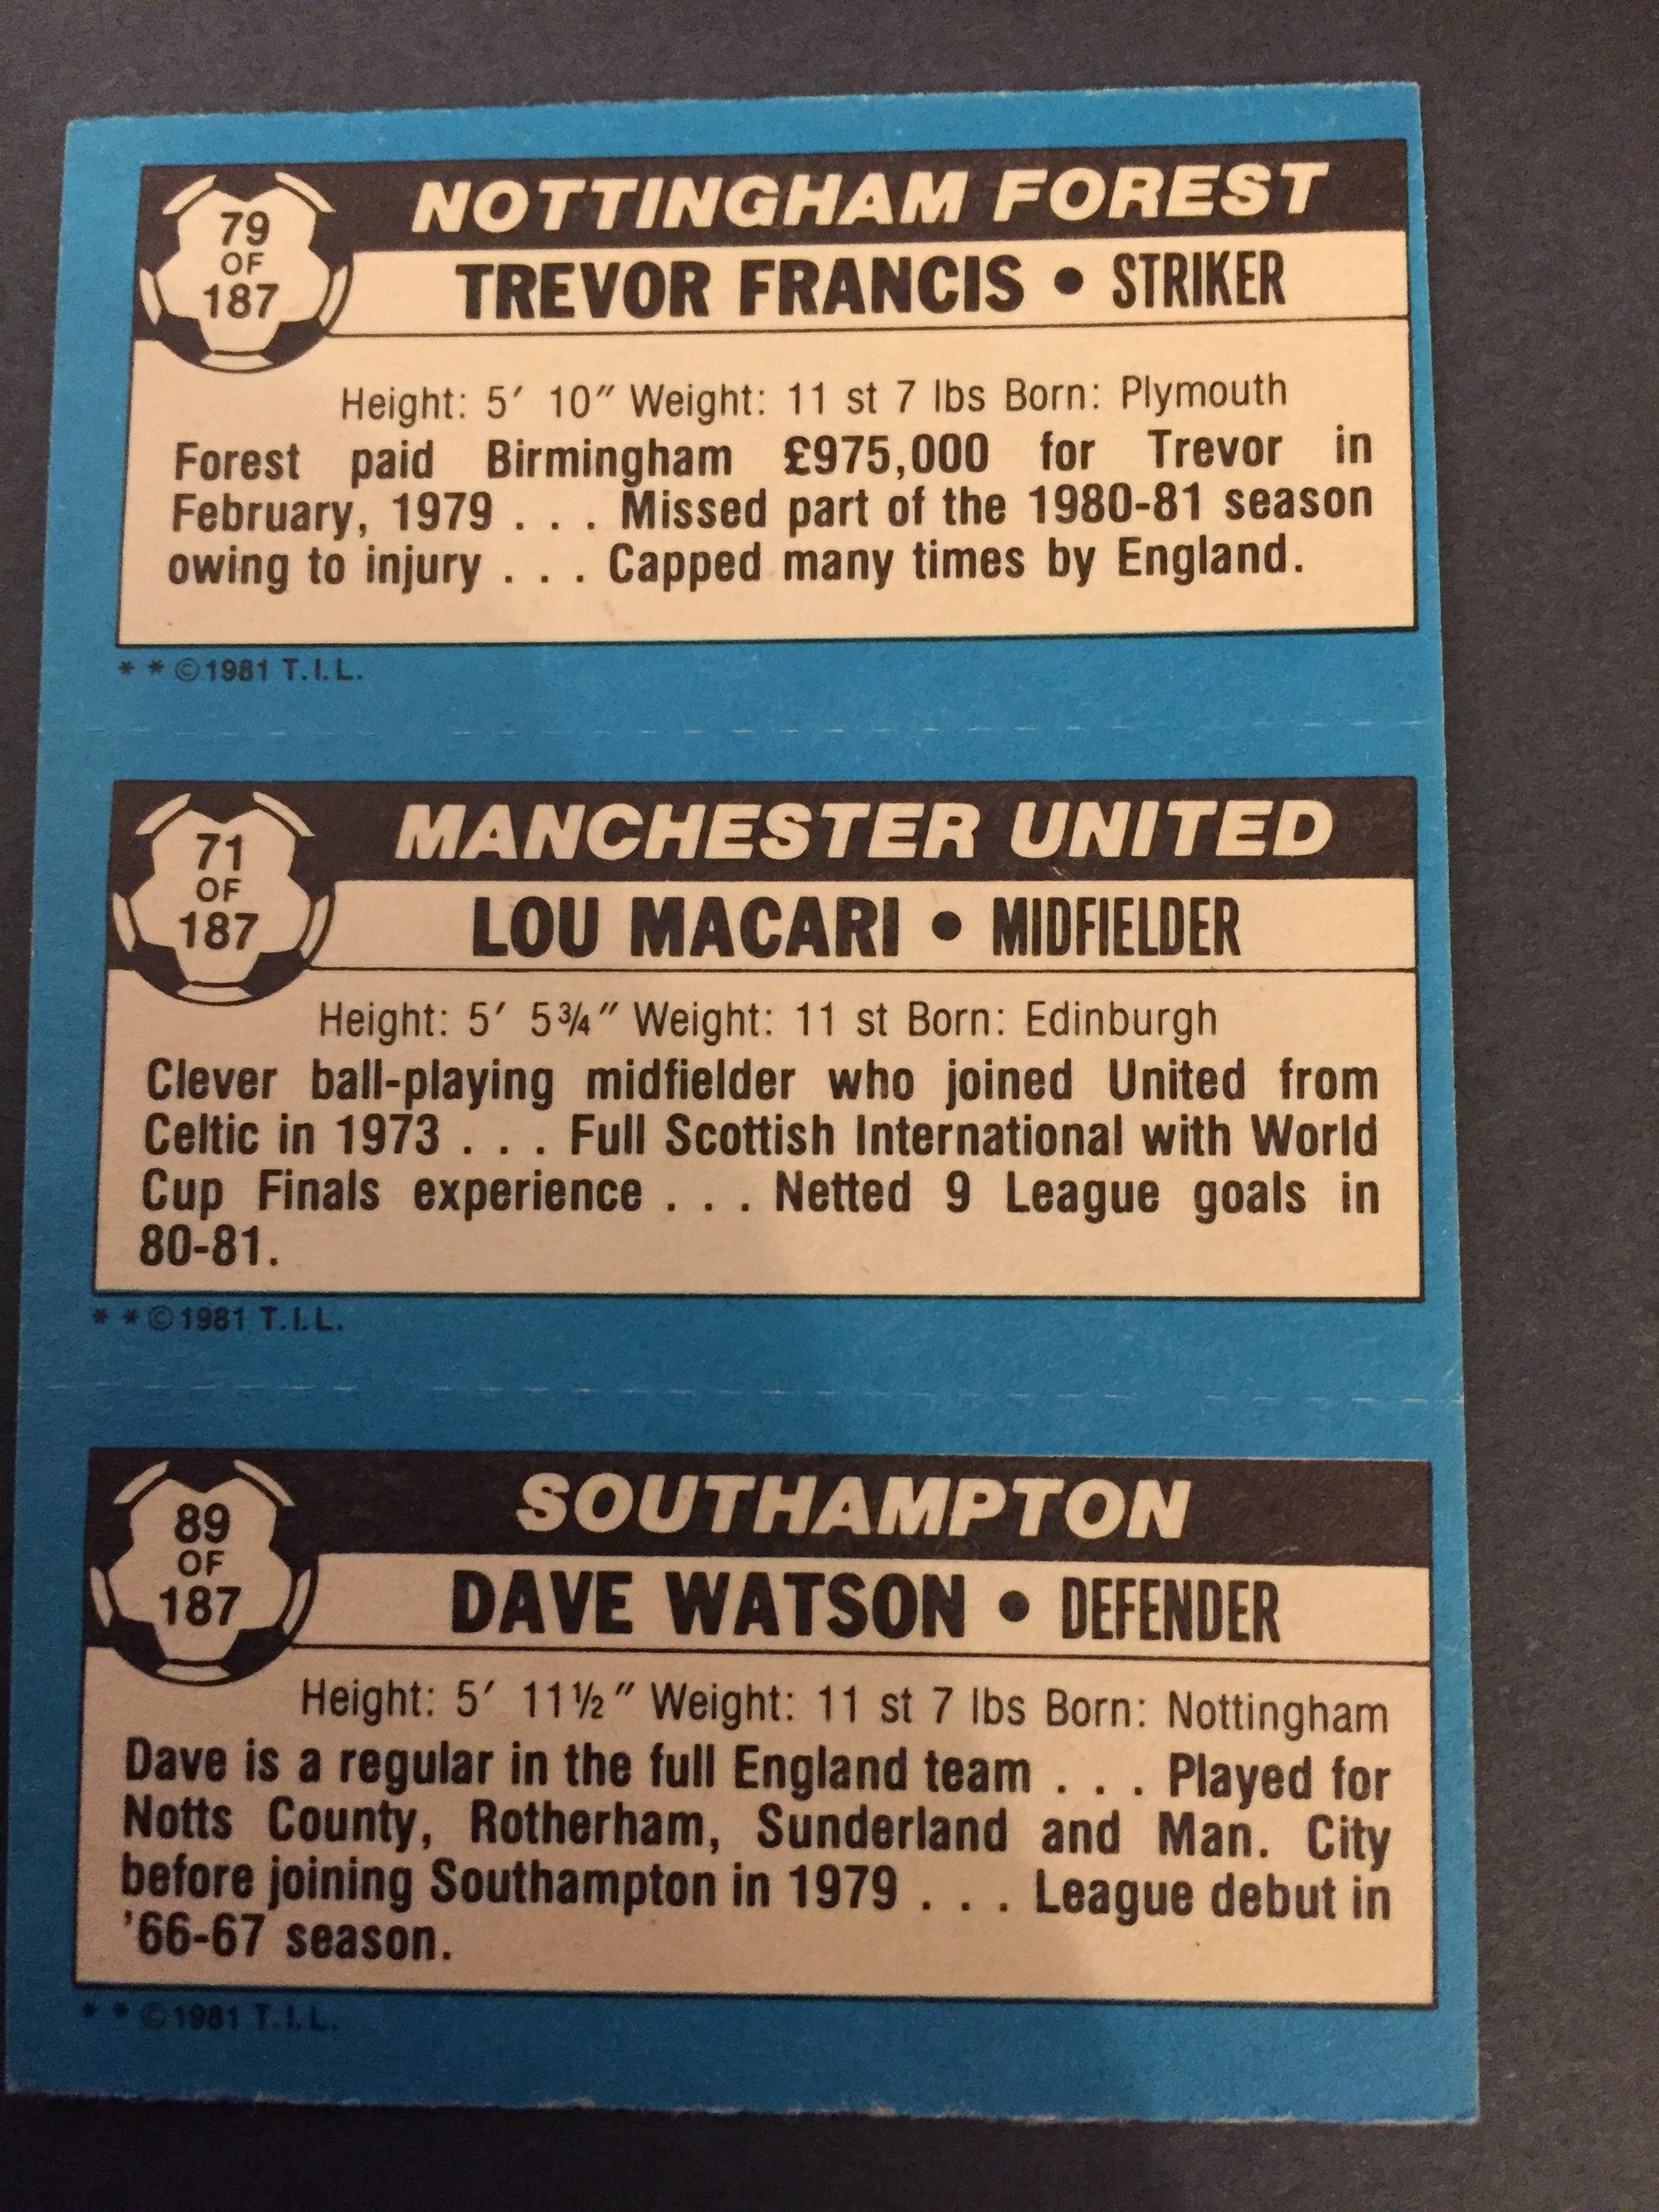 79
OF
187
NOTTINGHAM FOREST
TREVOR FRANCIS • STRIKER
Height: 5′ 10″ Weight: 11 st 7 lbs Born: Plymouth
Forest paid Birmingham £975,000 for Trevor in
February, 1979 . . . Missed part of the 1980-81 season
owing to injury . . . Capped many times by England.
* * ©1981 T.I.L.
71
OF
187
MANCHESTER UNITED
LOU MACARI • MIDFIELDER
Height: 5′ 5¾″ Weight: 11 st Born: Edinburgh
Clever ball-playing midfielder who joined United from
Celtic in 1973 . . . Full Scottish International with World
Cup Finals experience . . . Netted 9 League goals in
80-81.
* * ©1981 T.I.L.
89
OF
187
SOUTHAMPTON
DAVE WATSON • DEFENDER
Height: 5′ 11½″ Weight: 11 st 7 lbs Born: Nottingham
Dave is a regular in the full England team . . . Played for
Notts County, Rotherham, Sunderland and Man. City
before joining Southampton in 1979 . . . League debut in
'66-67 season.
* * ©1981 T.I.L.